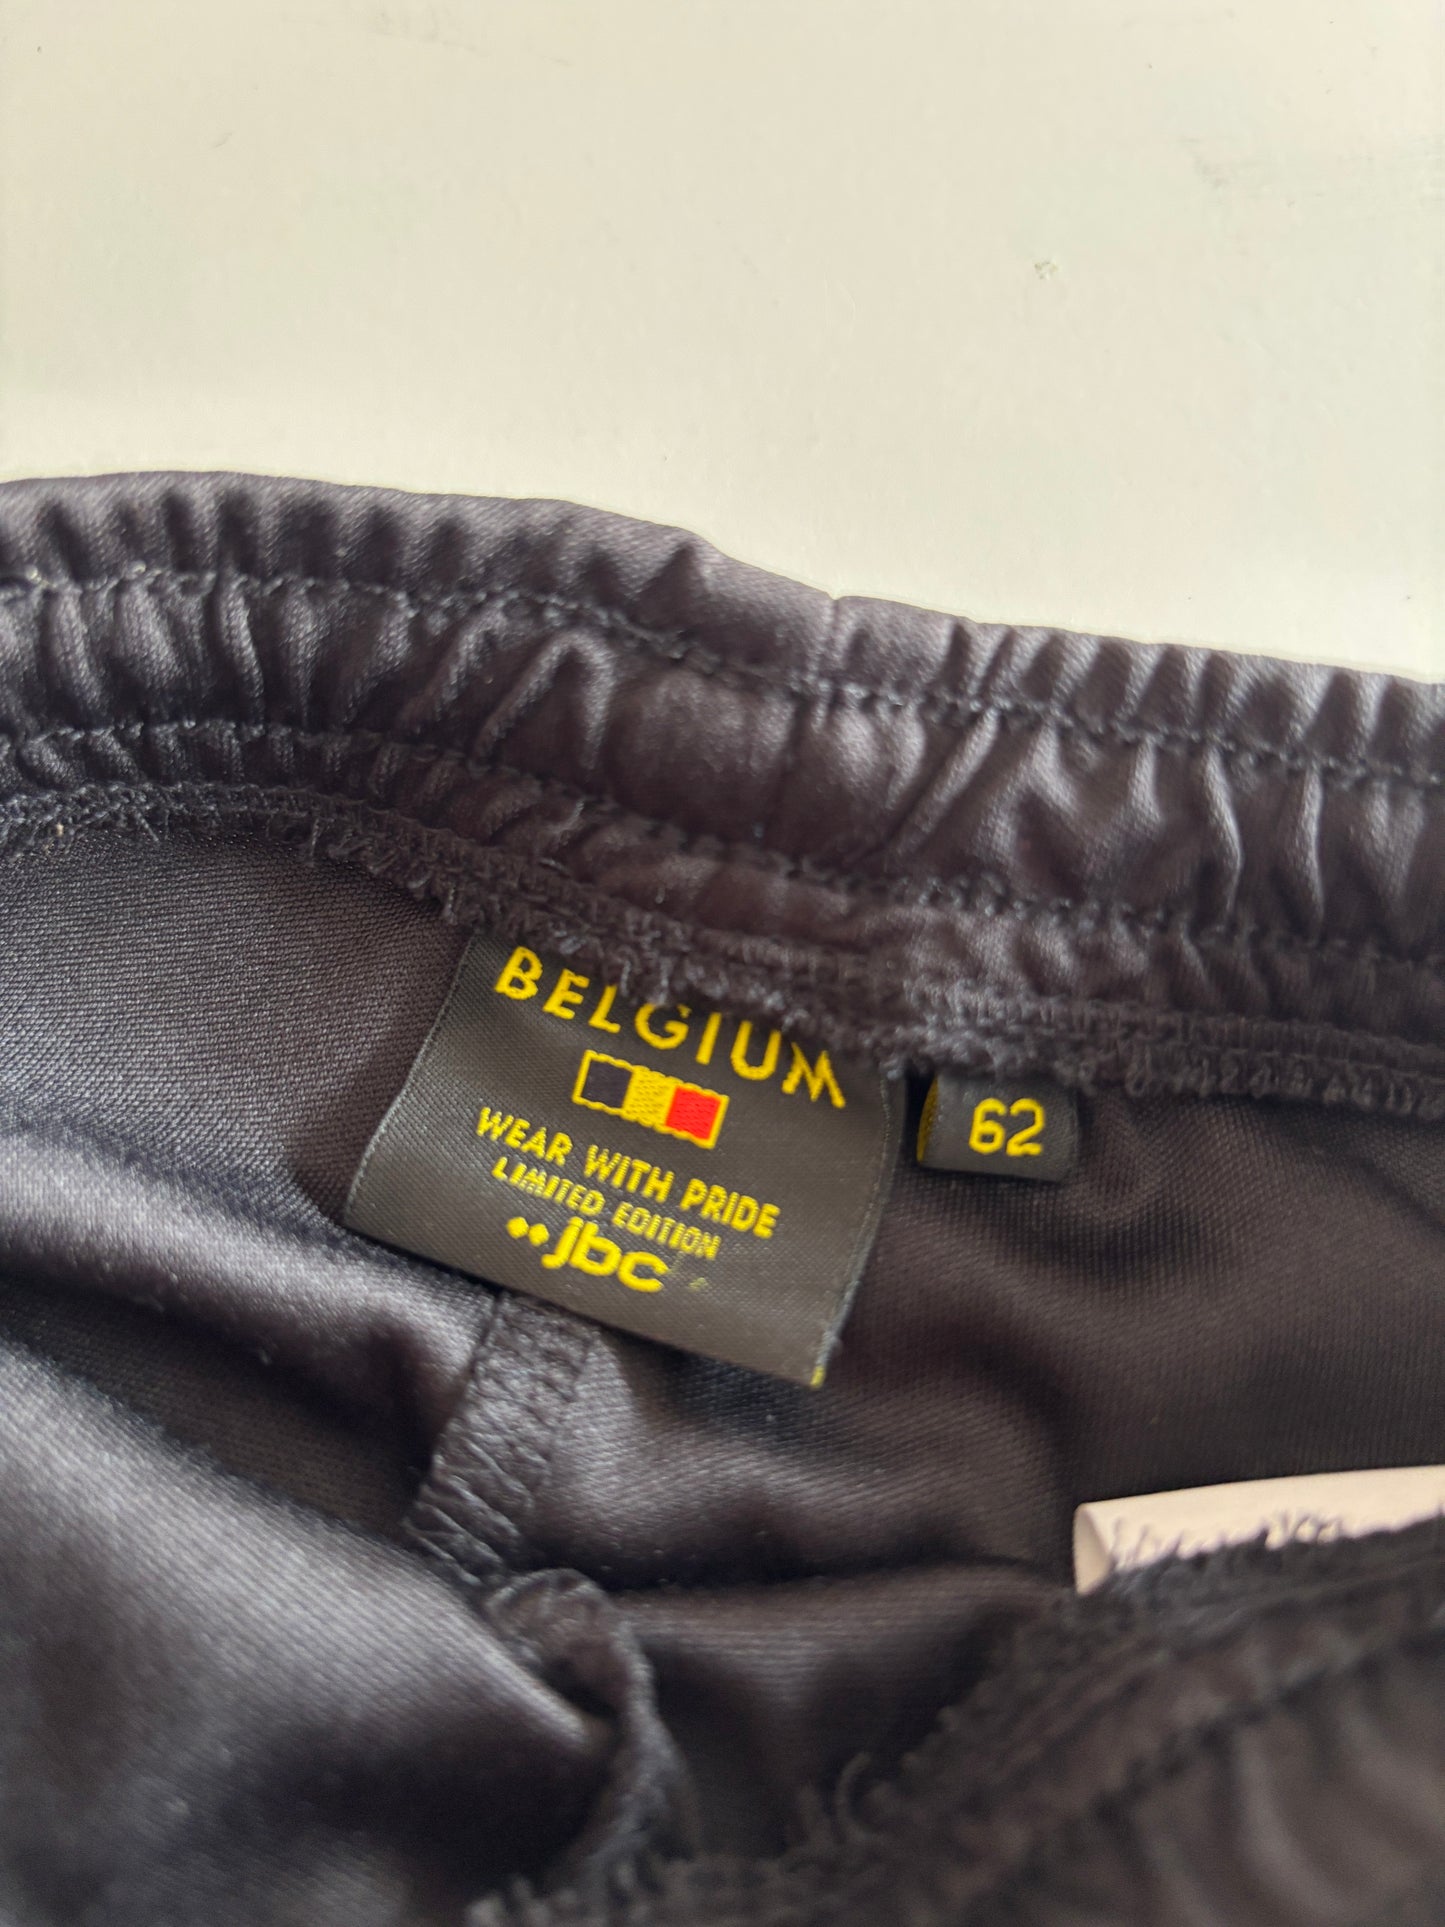 BELGIUM
WEAR WITH PRIDE
LIMITED EDITION
jbc
62